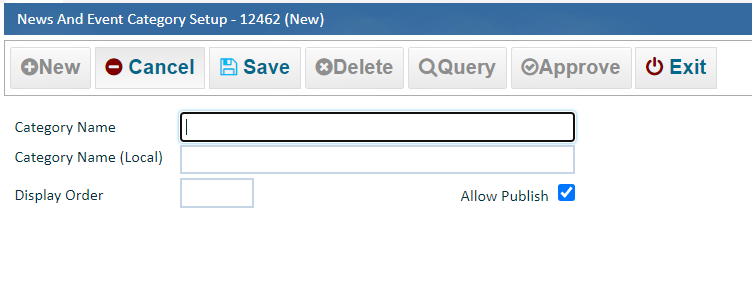 News And Event Category Setup - 12462 (New)
New Cancel Save Delete Query Approve Exit
Category Name
Category Name (Local)
Display Order Allow Publish